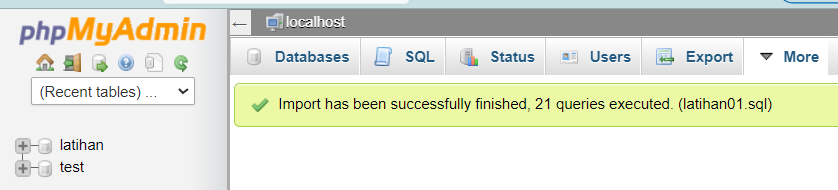 phpMyAdmin
localhost
Databases SQL Status Users Export More
(Recent tables) ...
Import has been successfully finished, 21 queries executed. (latihan01.sql)
latihan
test